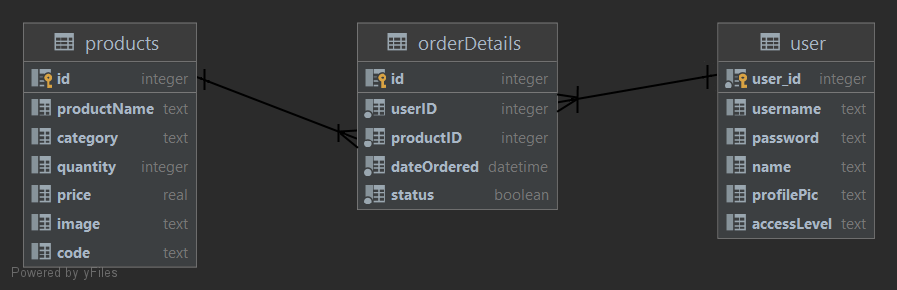 products
id integer
productName text
category text
quantity integer
price real
image text
code text
orderDetails
id integer
userID integer
productID integer
dateOrdered datetime
status boolean
user
user_id integer
username text
password text
name text
profilePic text
accessLevel text
Powered by yFiles